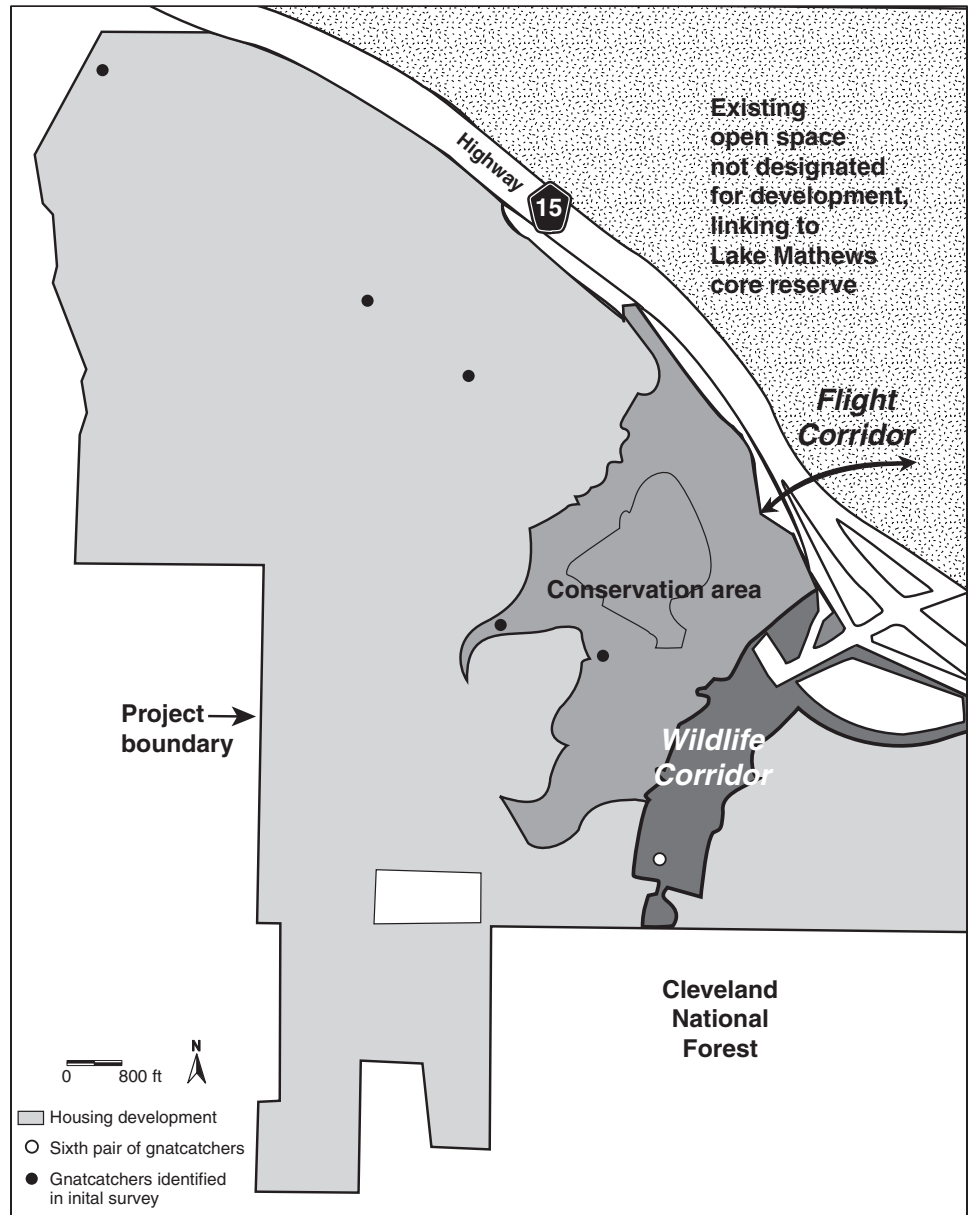 Existing
open space
not designated
for development,
linking to
Lake Mathews
core reserve
Highway
15
Flight
Corridor
Conservation area
Project
boundary
Wildlife
Corridor
Cleveland
National
Forest
N
0 800 ft
Housing development
Sixth pair of gnatcatchers
Gnatcatchers identified
in inital survey